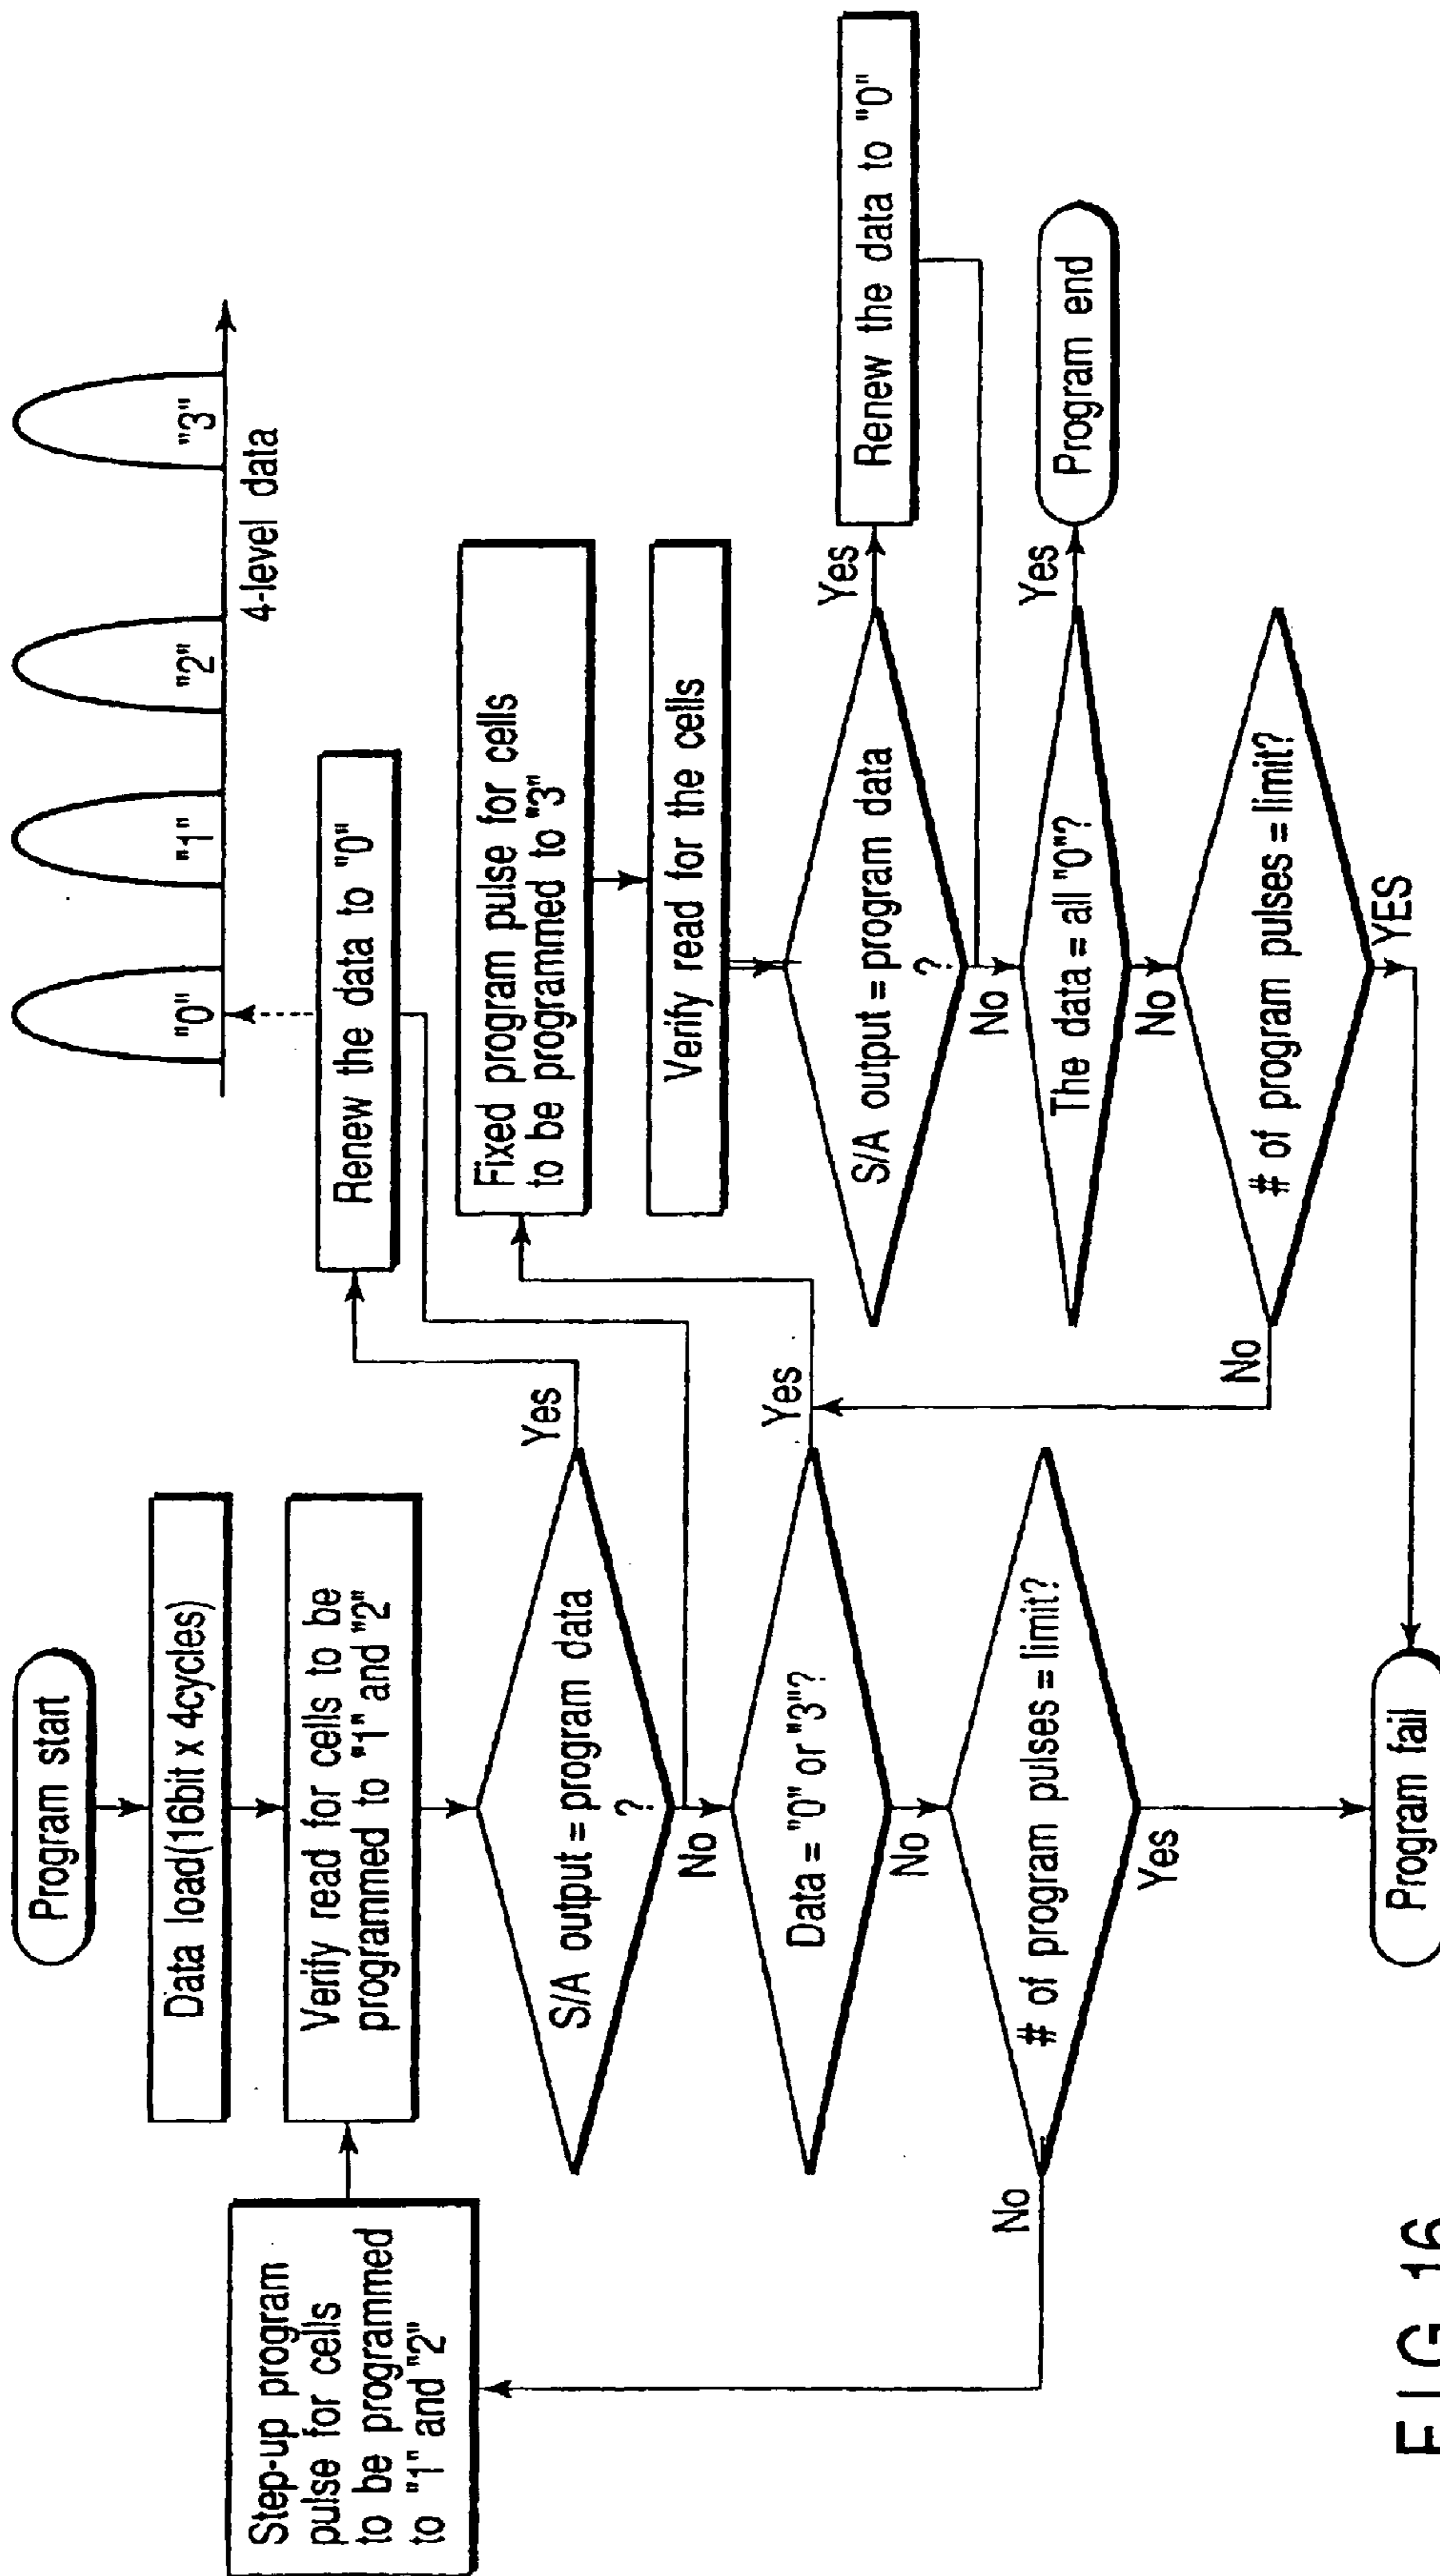 Program start
Data load(16bit x 4cycles)
Step-up program
pulse for cells
to be programmed
to "1" and "2"
Verify read for cells to be
programmed to "1" and "2"
S/A output = program data
?
Yes
No
Renew the data to "0"
"0"
"1"
"2"
"3"
4-level data
Data = "0" or "3"?
Yes
No
# of program pulses = limit?
No
Yes
Fixed program pulse for cells
to be programmed to "3"
Verify read for the cells
S/A output = program data
?
Yes
No
Renew the data to "0"
The data = all "0"?
Yes
No
Program end
# of program pulses = limit?
No
YES
Program fail
FIG. 16